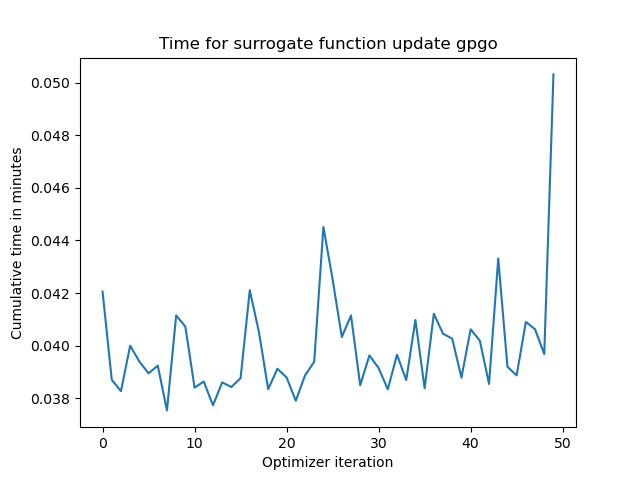 Time for surrogate function update gpgo
Cumulative time in minutes
0.050
0.048
0.046
0.044
0.042
0.040
0.038
0 10 20 30 40 50
Optimizer iteration